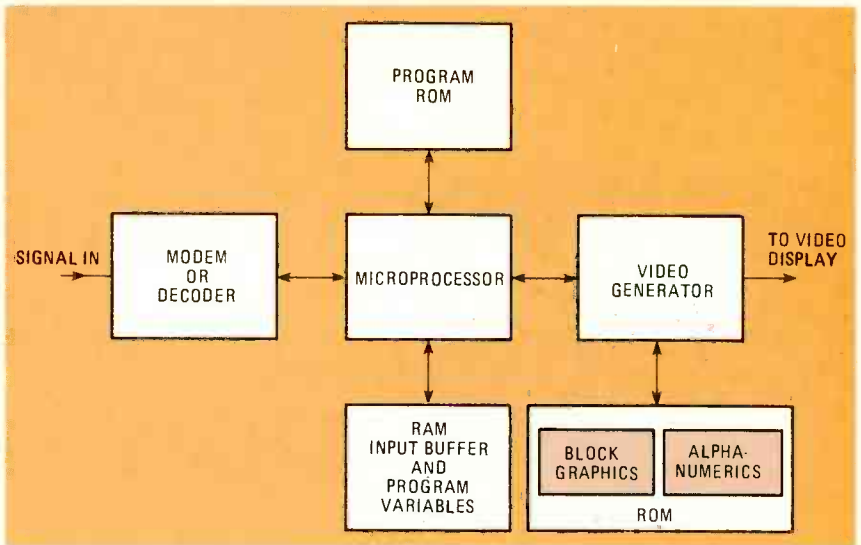 PROGRAM
ROM
SIGNAL IN
MODEM
OR
DECODER
MICROPROCESSOR
VIDEO
GENERATOR
TO VIDEO
DISPLAY
RAM
INPUT BUFFER
AND
PROGRAM
VARIABLES
BLOCK
GRAPHICS
ALPHA-
NUMERICS
ROM